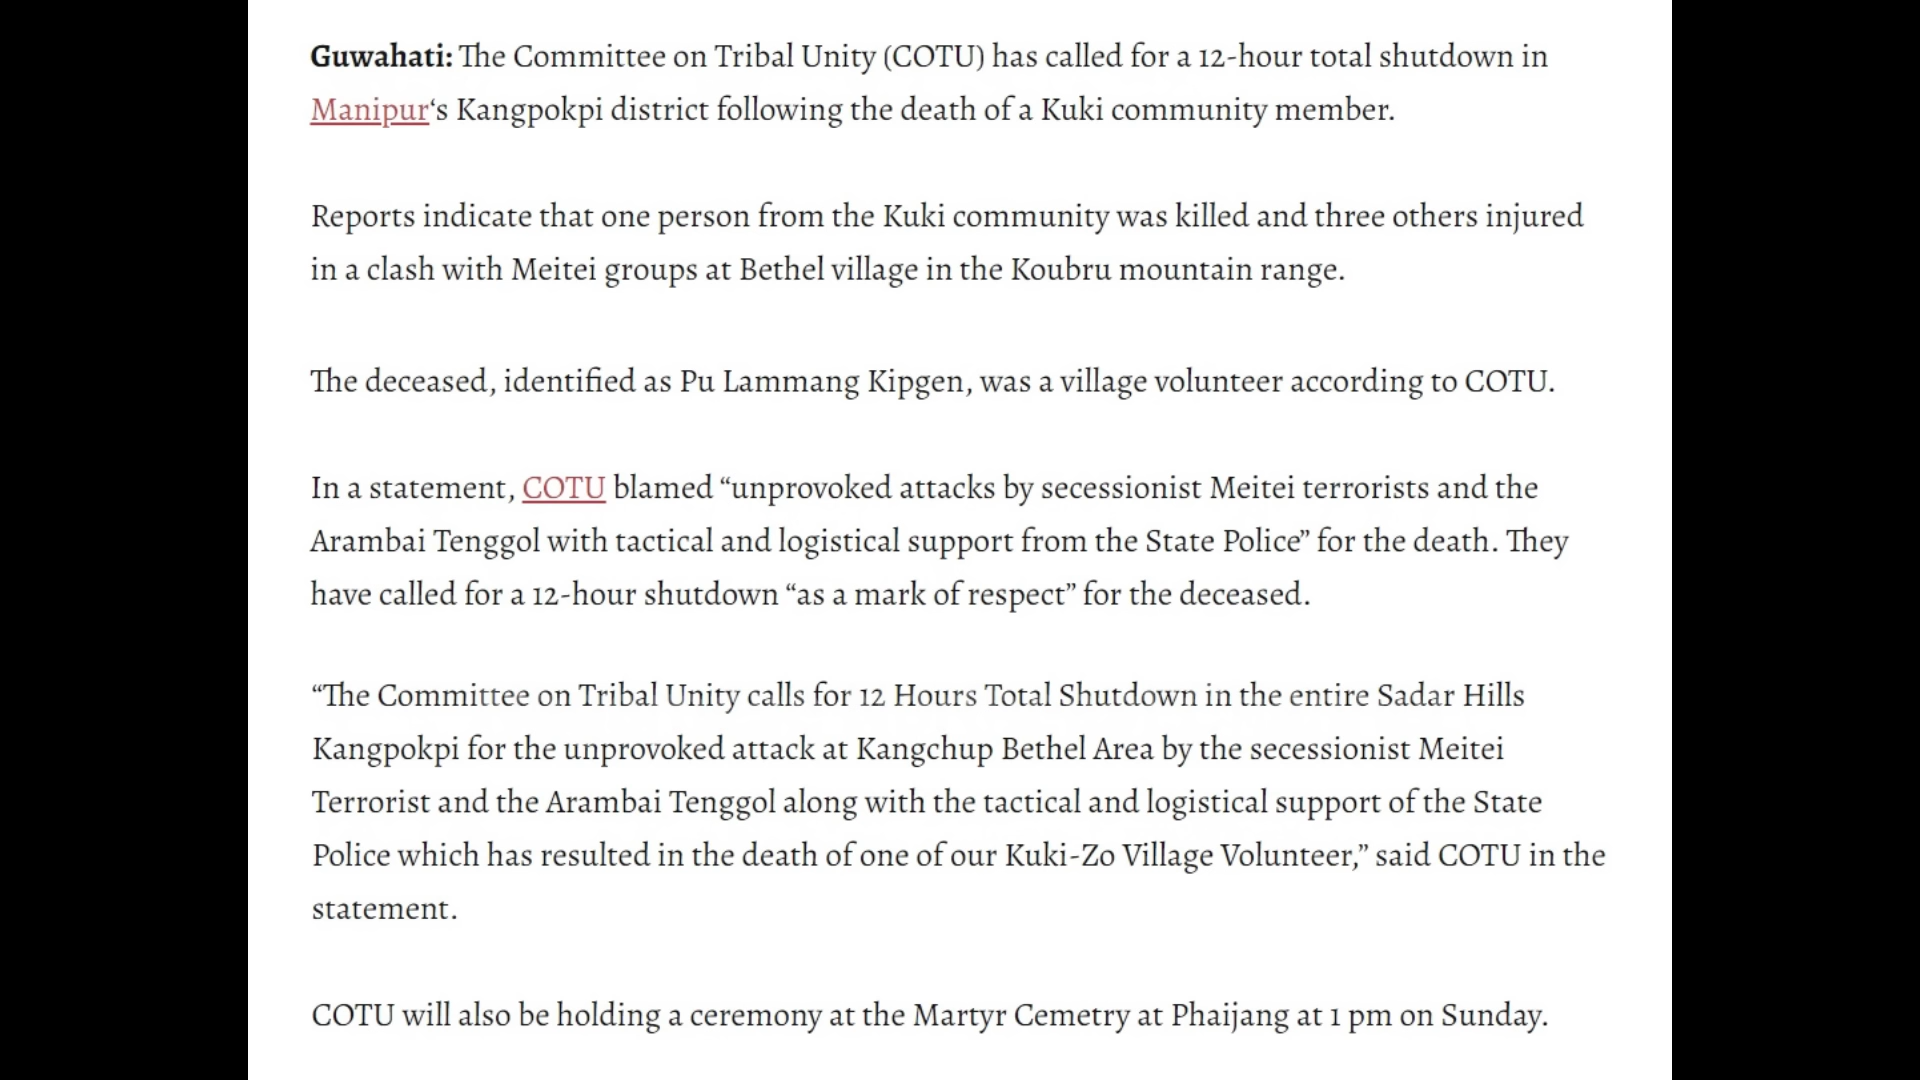 Guwahati: The Committee on Tribal Unity (COTU) has called for a 12-hour total shutdown in
Manipur‘s Kangpokpi district following the death of a Kuki community member.
Reports indicate that one person from the Kuki community was killed and three others injured
in a clash with Meitei groups at Bethel village in the Koubru mountain range.
The deceased, identified as Pu Lammang Kipgen, was a village volunteer according to COTU.
In a statement, COTU blamed “unprovoked attacks by secessionist Meitei terrorists and the
Arambai Tenggol with tactical and logistical support from the State Police” for the death. They
have called for a 12-hour shutdown “as a mark of respect” for the deceased.
“The Committee on Tribal Unity calls for 12 Hours Total Shutdown in the entire Sadar Hills
Kangpokpi for the unprovoked attack at Kangchup Bethel Area by the secessionist Meitei
Terrorist and the Arambai Tenggol along with the tactical and logistical support of the State
Police which has resulted in the death of one of our Kuki-Zo Village Volunteer,” said COTU in the
statement.
COTU will also be holding a ceremony at the Martyr Cemetry at Phaijang at 1 pm on Sunday.